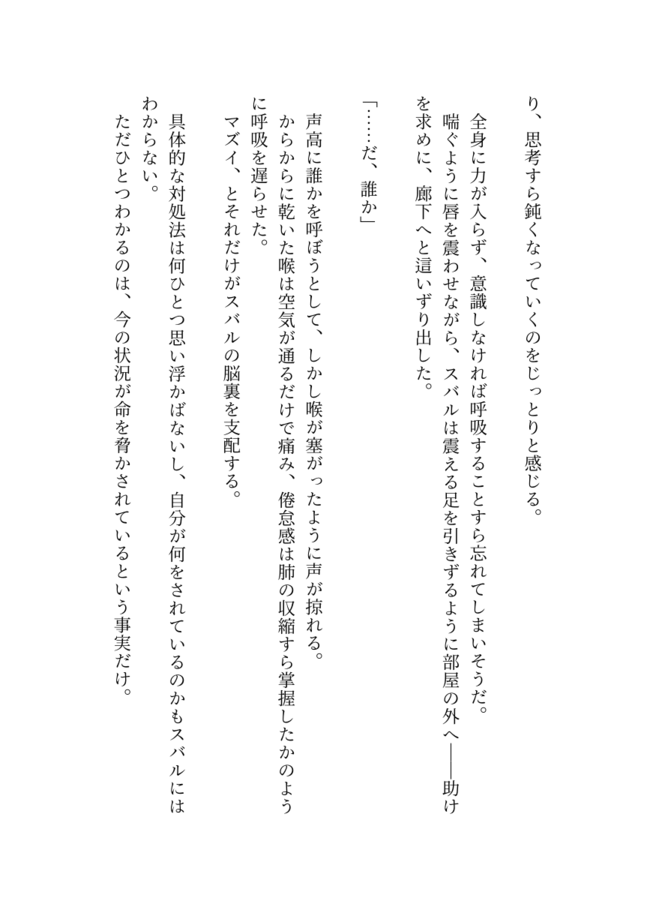 り、思考すら鈍くなっていくのをじっとりと感じる。
全身に力が入らず、意識しなければ呼吸することすら忘れてしまいそうだ。
喘ぐように唇を震わせながら、スバルは震える足を引きずるように部屋の外へ――助け
を求めに、廊下へと這いずり出した。
「……だ、誰か」
声高に誰かを呼ぼうとして、しかし喉が塞がったように声が掠れる。
からからに乾いた喉は空気が通るだけで痛み、倦怠感は肺の収縮すら掌握したかのよう
に呼吸を遅らせた。
マズイ、とそれだけがスバルの脳裏を支配する。
具体的な対処法は何ひとつ思い浮かばないし、自分が何をされているのかもスバルには
わからない。
ただひとつわかるのは、今の状況が命を脅かされているという事実だけ。